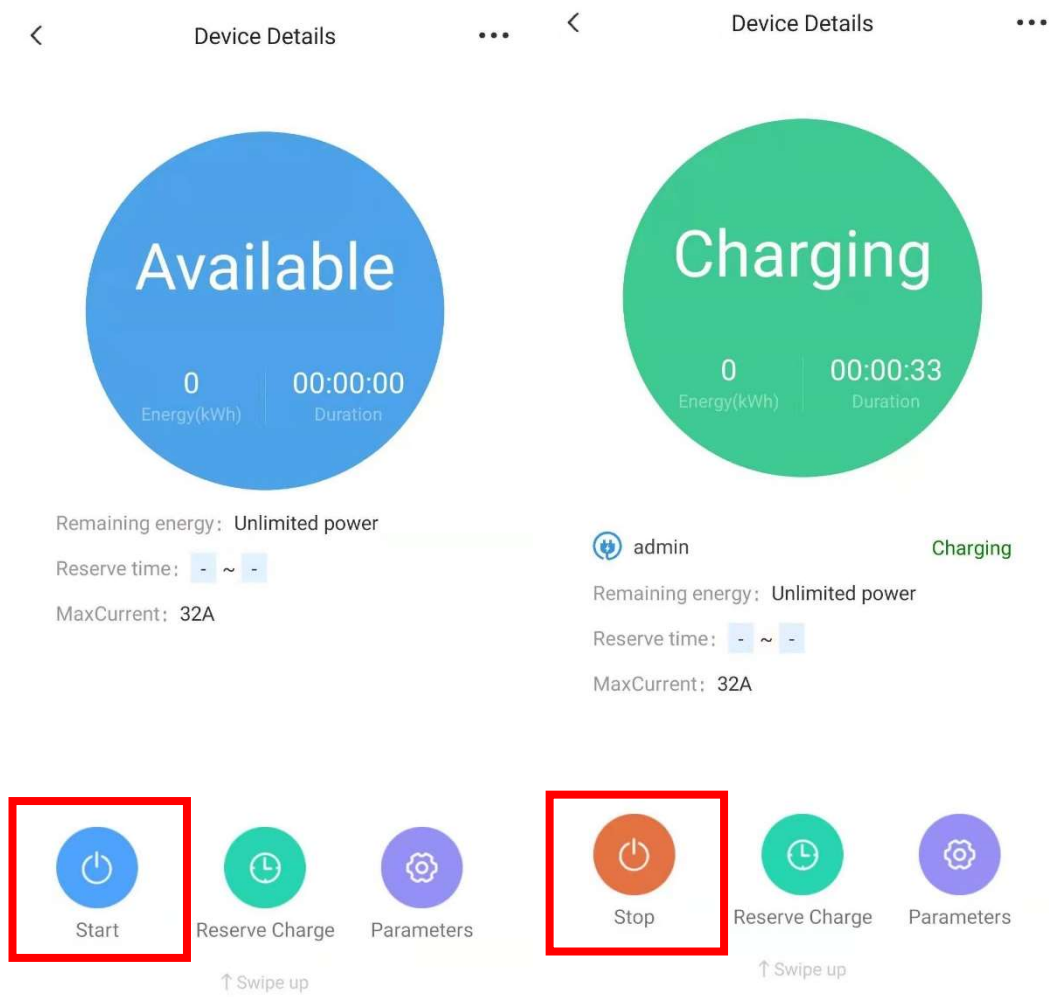 Device Details
Available
0 00:00:00
Energy(kWh) Duration
Remaining energy: Unlimited power
Reserve time: - ~ -
MaxCurrent: 32A
Start Reserve Charge Parameters
↑ Swipe up
Device Details
Charging
0 00:00:33
Energy(kWh) Duration
admin Charging
Remaining energy: Unlimited power
Reserve time: - ~ -
MaxCurrent: 32A
Stop Reserve Charge Parameters
↑ Swipe up